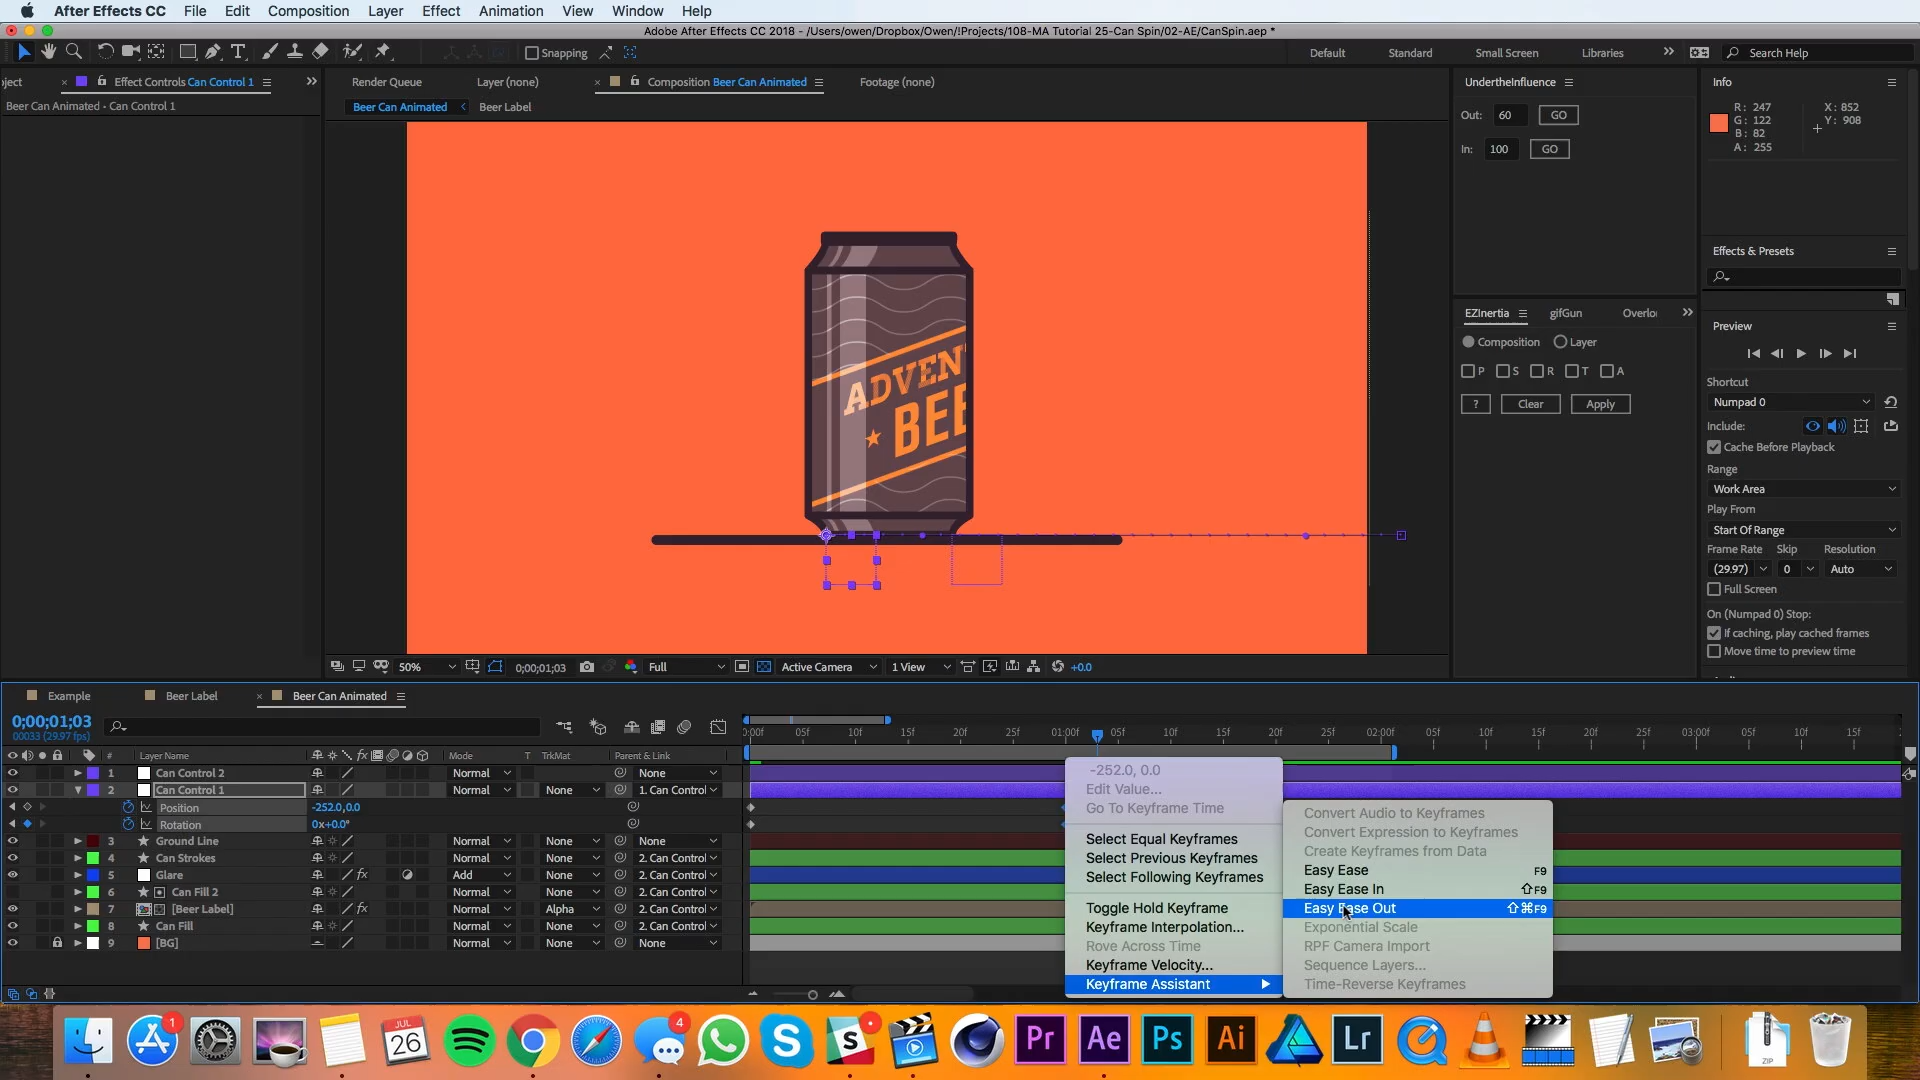 After Effects CC File Edit Composition Layer Effect Animation View Window Help
Adobe After Effects CC 2018 - /Users/owen/Dropbox/Owen/!Projects/108-MA Tutorial 25-Can Spin/02-AE/CanSpin.aep *
Snapping Default Standard Small Screen Libraries Search Help
ject Effect Controls Can Control 1 Render Queue Layer (none) Composition Beer Can Animated Footage (none) UndertheInfluence Info
Beer Can Animated • Can Control 1 Beer Can Animated Beer Label
Out: 60 GO
In: 100 GO
R: 247 X: 852
G: 122 Y: 908
B: 82
A: 255
ADVEN
BEE
Effects & Presets
EZInertia gifGun Overlo
Composition Layer
P S R T A
? Clear Apply
Preview
Shortcut
Numpad 0
Include:
Cache Before Playback
Range
Work Area
Play From
Start Of Range
Frame Rate Skip Resolution
(29.97) 0 Auto
Full Screen
On (Numpad 0) Stop:
If caching, play cached frames
Move time to preview time
50% 0;00;01;03 Full Active Camera 1 View +0.0
Example Beer Label Beer Can Animated
0;00;01;03
00033 (29.97 fps)
0:00f 05f 10f 15f 20f 25f 01:00f 05f 10f 15f 20f 25f 02:00f 05f 10f 15f 20f 25f 03:00f 05f 10f 15f
# Layer Name fx Mode T TrkMat Parent & Link
1 Can Control 2 Normal None
2 Can Control 1 Normal None 1. Can Control
Position -252.0,0.0
Rotation 0x+0.0°
3 Ground Line Normal None None
4 Can Strokes Normal None 2. Can Control
5 Glare fx Add None 2. Can Control
6 Can Fill 2 Normal None 2. Can Control
7 [Beer Label] fx Normal Alpha 2. Can Control
8 Can Fill Normal None 2. Can Control
9 [BG] Normal None None
-252.0, 0.0
Edit Value...
Go To Keyframe Time
Select Equal Keyframes
Select Previous Keyframes
Select Following Keyframes
Toggle Hold Keyframe
Keyframe Interpolation...
Rove Across Time
Keyframe Velocity...
Keyframe Assistant
Convert Audio to Keyframes
Convert Expression to Keyframes
Create Keyframes from Data
Easy Ease F9
Easy Ease In ⇧F9
Easy Ease Out ⇧⌘F9
Exponential Scale
RPF Camera Import
Sequence Layers...
Time-Reverse Keyframes
1 JUL 26 4 Pr Ae Ps Ai Lr ZIP